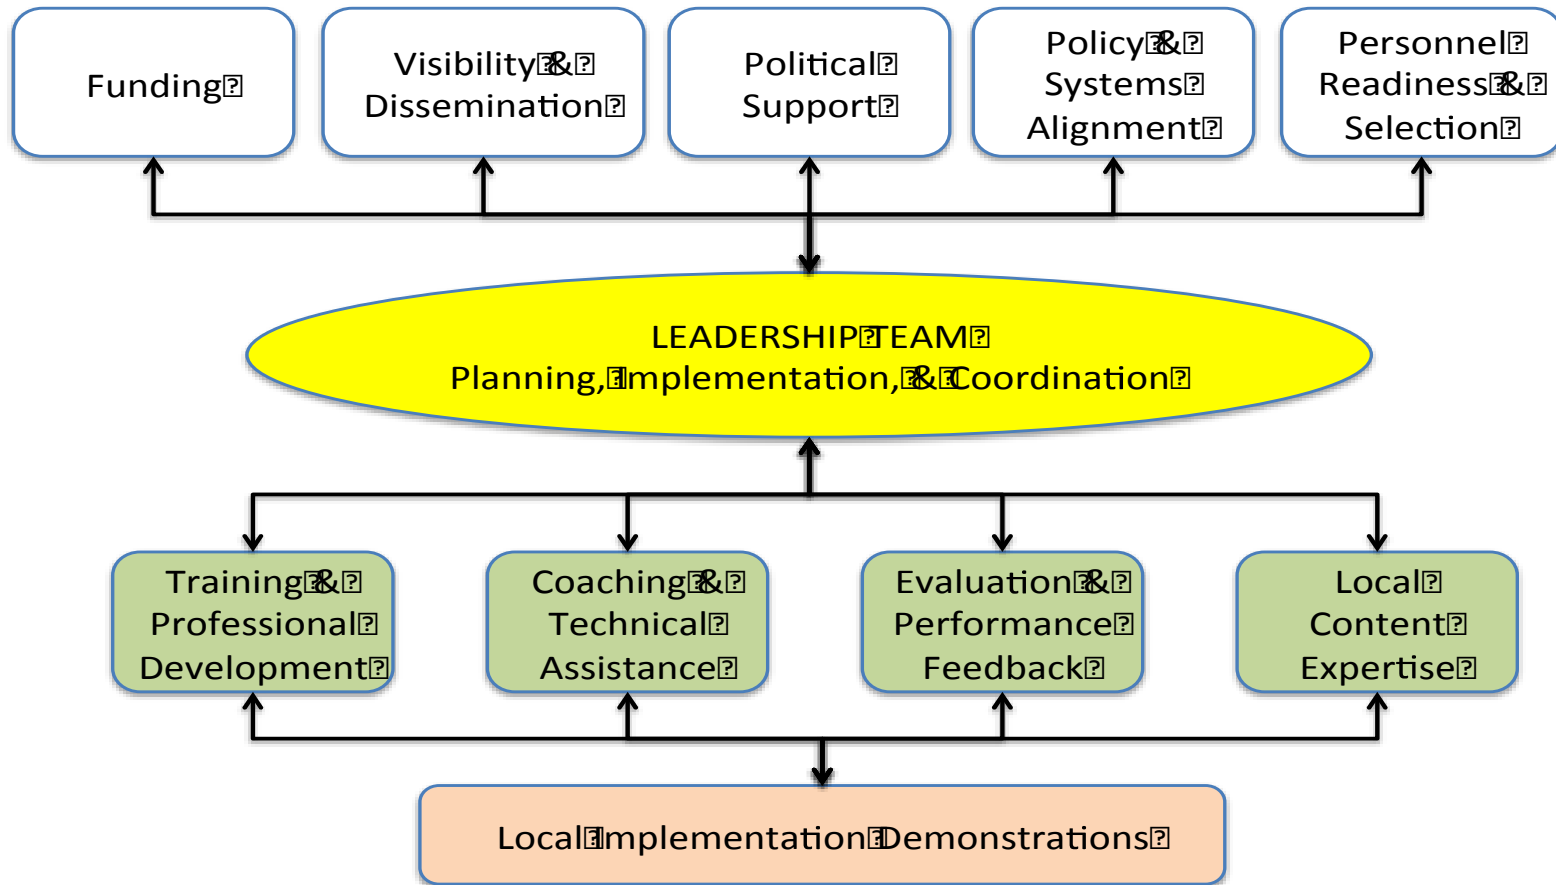 Funding
Visibility &
Dissemination
Political
Support
Policy &
Systems
Alignment
Personnel
Readiness &
Selection
LEADERSHIP TEAM
Planning, Implementation, & Coordination
Training &
Professional
Development
Coaching &
Technical
Assistance
Evaluation &
Performance
Feedback
Local
Content
Expertise
Local Implementation Demonstrations